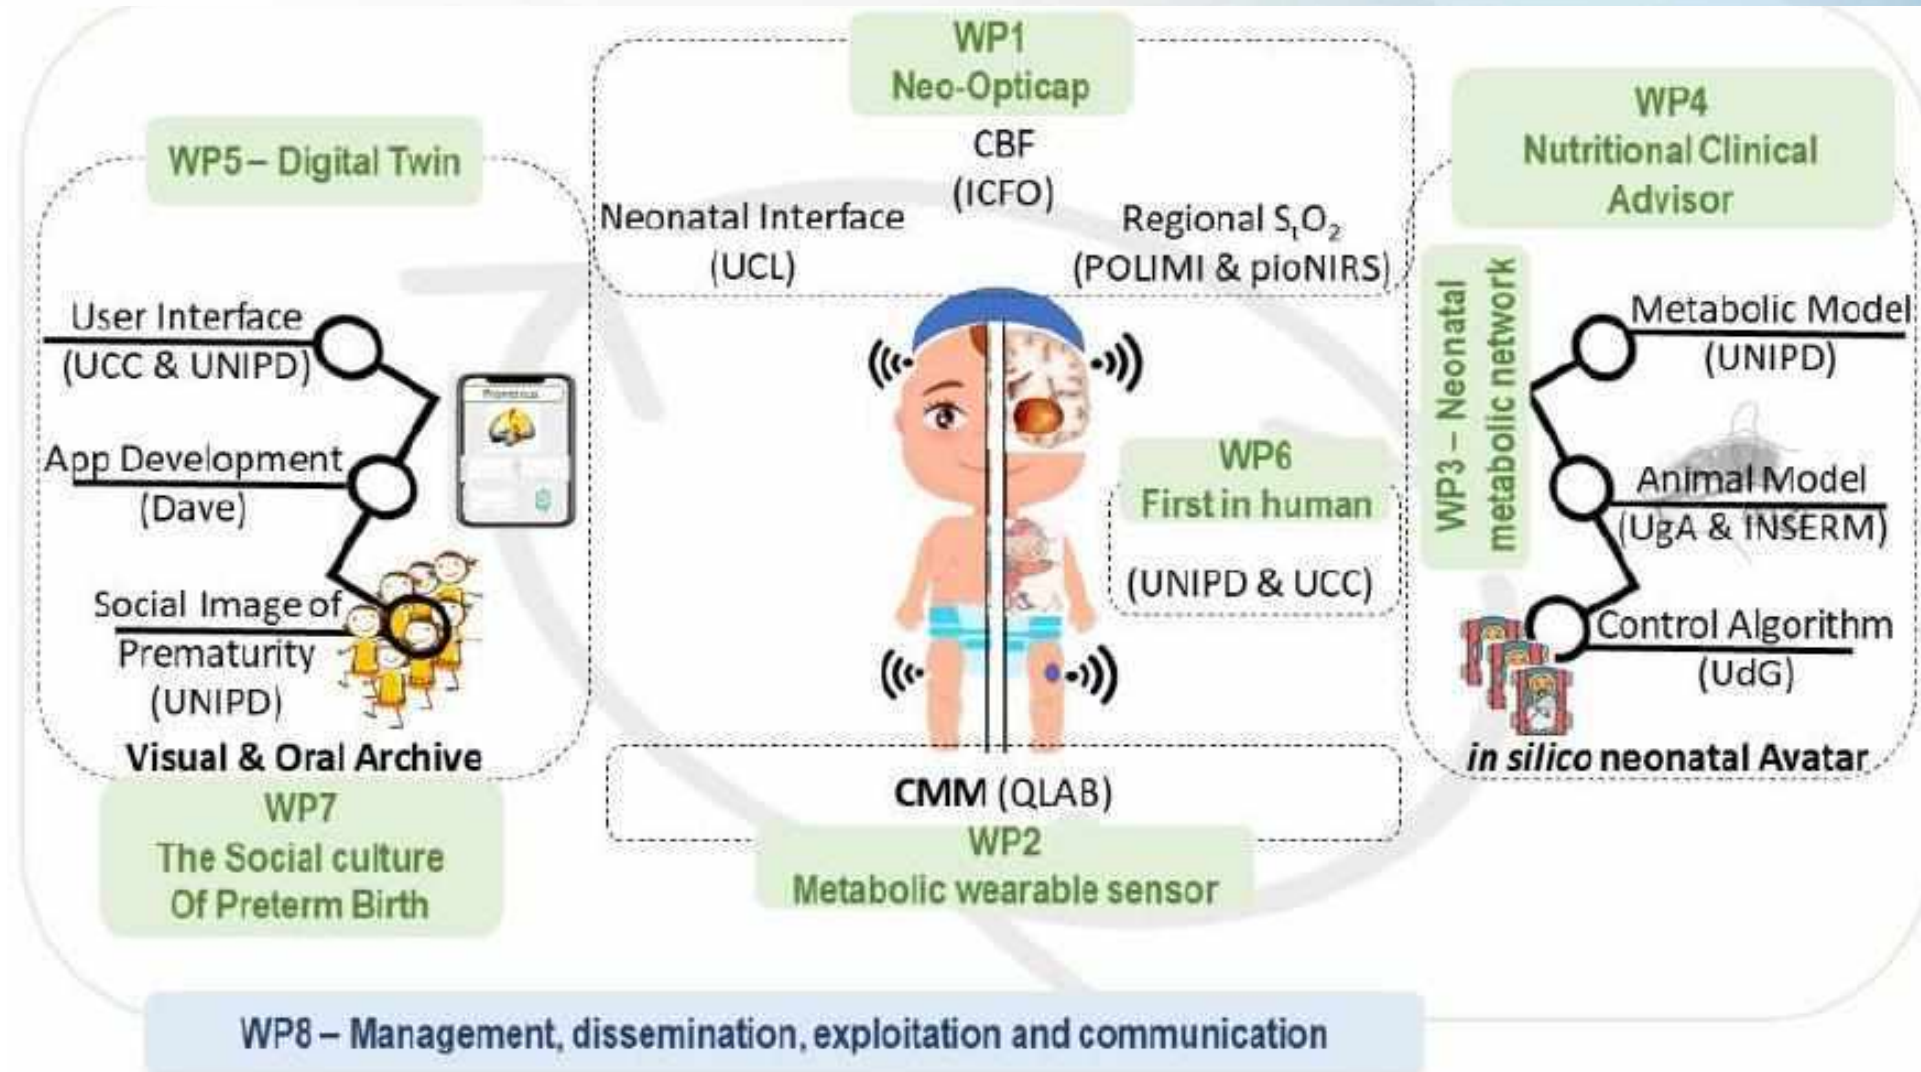 WP1
Neo-Opticap
CBF
(ICFO)
Neonatal Interface
(UCL)
Regional StO2
(POLIMI & pioNIRS)
WP5 – Digital Twin
User Interface
(UCC & UNIPD)
App Development
(Dave)
Social Image of
Prematurity
(UNIPD)
Visual & Oral Archive
WP7
The Social culture
Of Preterm Birth
WP6
First in human
(UNIPD & UCC)
CMM (QLAB)
WP2
Metabolic wearable sensor
WP4
Nutritional Clinical
Advisor
WP3 – Neonatal
metabolic network
Metabolic Model
(UNIPD)
Animal Model
(UgA & INSERM)
Control Algorithm
(UdG)
in silico neonatal Avatar
WP8 – Management, dissemination, exploitation and communication